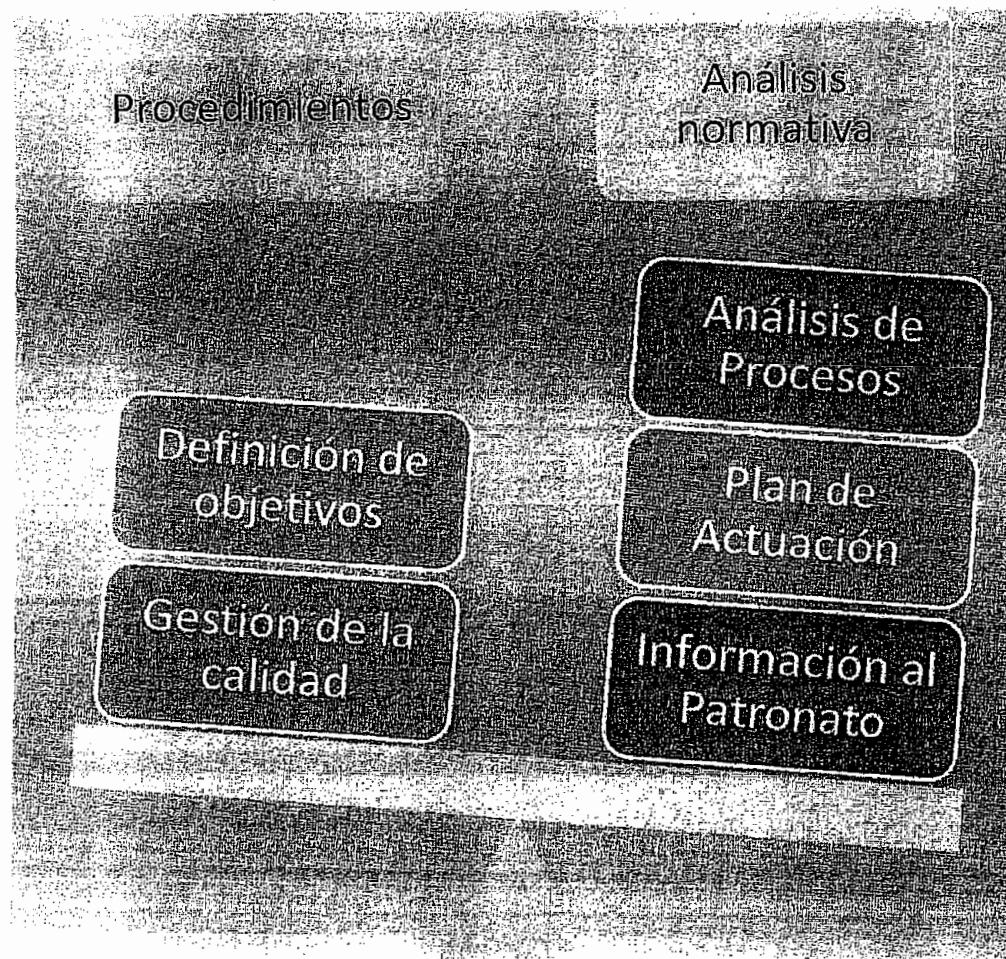 Procedimientos
Análisis
normativa
Análisis de
Procesos
Definición de
objetivos
Plan de
Actuación
Gestión de la
calidad
Información al
Patronato